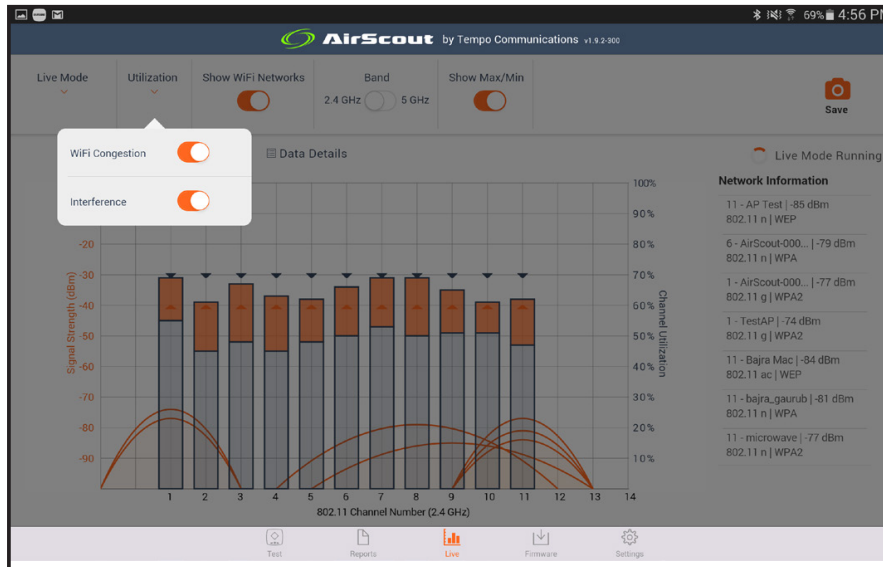 69% 4:56 PM
AirScout by Tempo Communications v1.9.2-300
Live Mode
Utilization
Show WiFi Networks
Band
2.4 GHz 5 GHz
Show Max/Min
Save
WiFi Congestion
Interference
Data Details
Live Mode Running
Signal Strength (dBm)
-20
-30
-40
-50
-60
-70
-80
-90
100%
90%
80%
70%
60%
50%
40%
30%
20%
10%
Channel Utilization
1 2 3 4 5 6 7 8 9 10 11 12 13 14
802.11 Channel Number (2.4 GHz)
Network Information
11 - AP Test | -85 dBm
802.11 n | WEP
6 - AirScout-000... | -79 dBm
802.11 n | WPA
1 - AirScout-000... | -77 dBm
802.11 g | WPA2
1 - TestAP | -74 dBm
802.11 g | WPA2
11 - Bajra Mac | -84 dBm
802.11 ac | WEP
11 - bajra_gaurub | -81 dBm
802.11 n | WPA
11 - microwave | -77 dBm
802.11 n | WPA2
Test
Reports
Live
Firmware
Settings